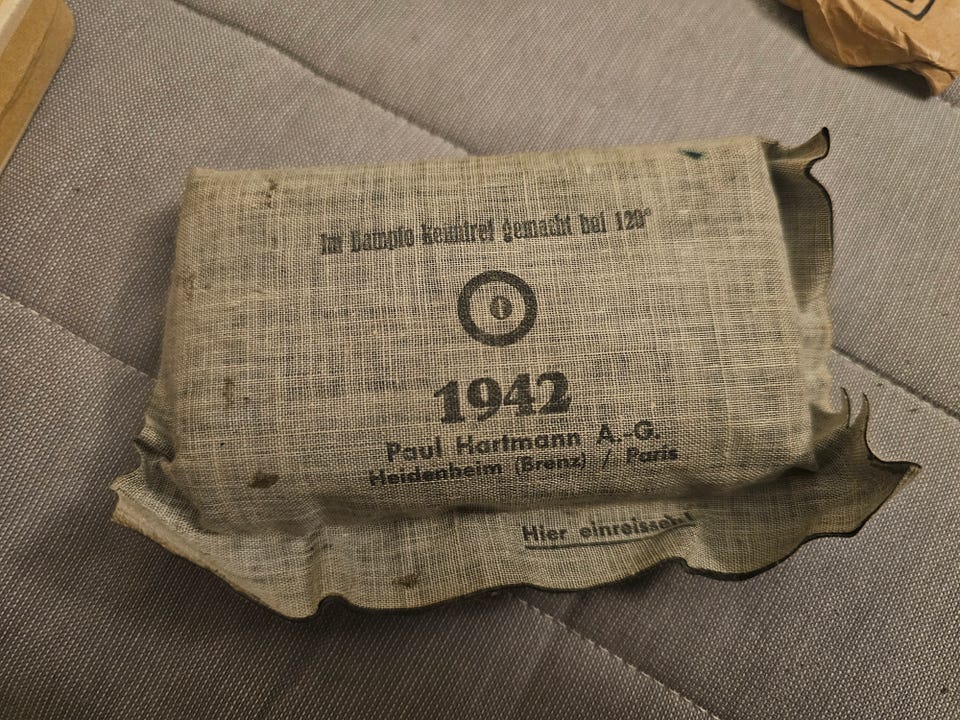 Im Dampfe keimfrei gemacht bei 120°
1942
Paul Hartmann A.-G.
Heidenheim (Brenz) / Paris
Hier einreissen!